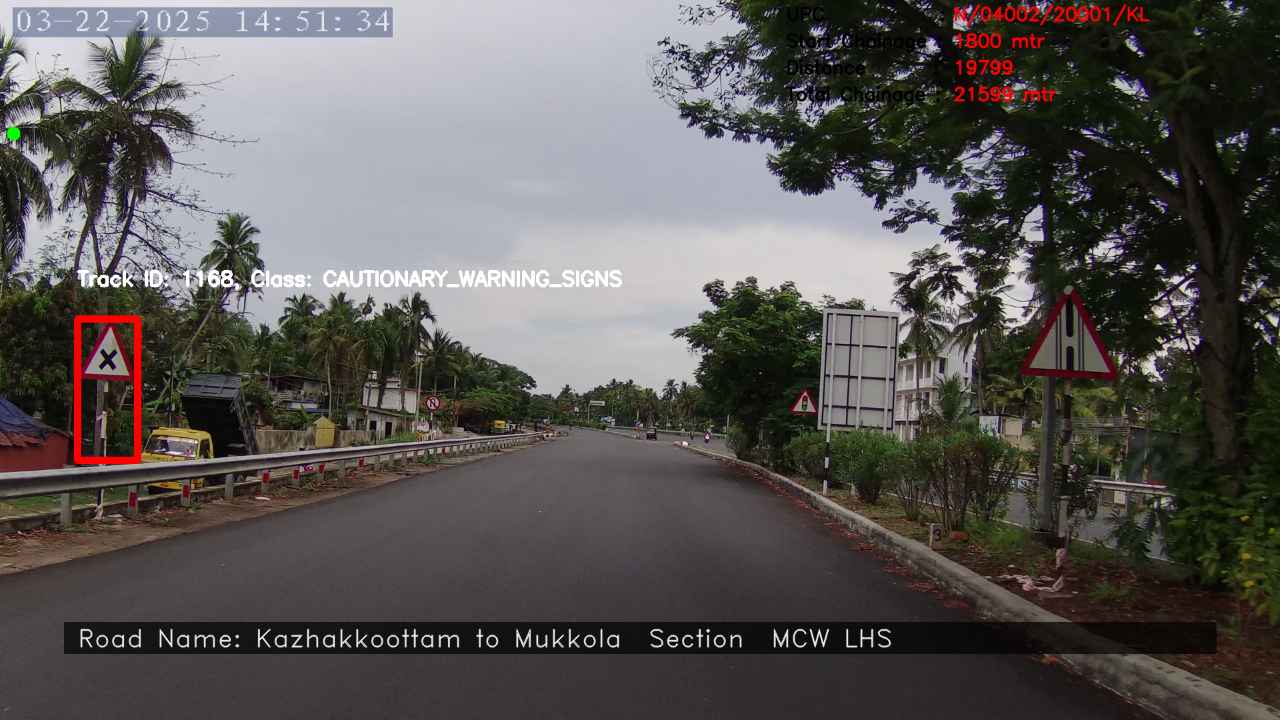 03-22-2025 14:51:34
UPC : N/04002/20901/KL
Start Chainage : 1800 mtr
Distance : 19799
Total Chainage : 21599 mtr
Track ID: 1168, Class: CAUTIONARY_WARNING_SIGNS
Road Name: Kazhakkoottam to Mukkola Section MCW LHS